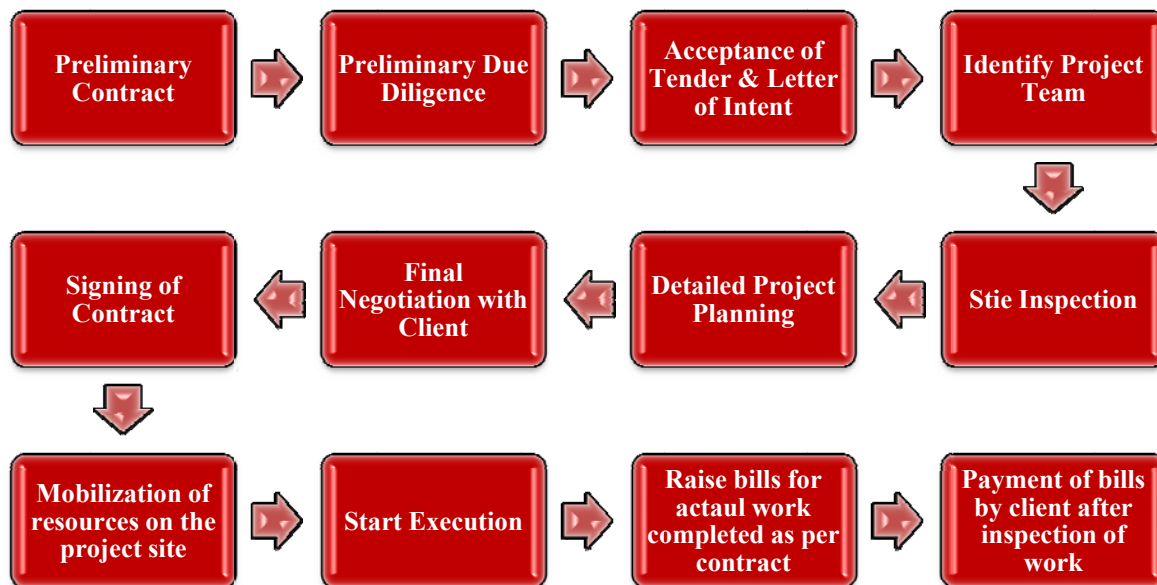 Preliminary
Contract
Preliminary Due
Diligence
Acceptance of
Tender & Letter
of Intent
Identify Project
Team
Stie Inspection
Detailed Project
Planning
Final
Negotiation with
Client
Signing of
Contract
Mobilization of
resources on the
project site
Start Execution
Raise bills for
actaul work
completed as per
contract
Payment of bills
by client after
inspection of
work